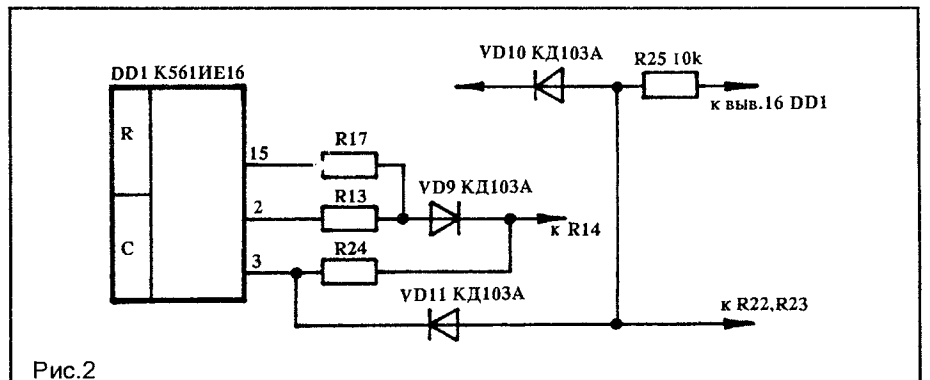 VD10 КД103А
R25 10k
DD1 К561ИЕ16
к выв.16 DD1
R
R17
15
VD9 КД103А
R13
2
к R14
C
R24
3
VD11 КД103А
к R22,R23
Рис.2